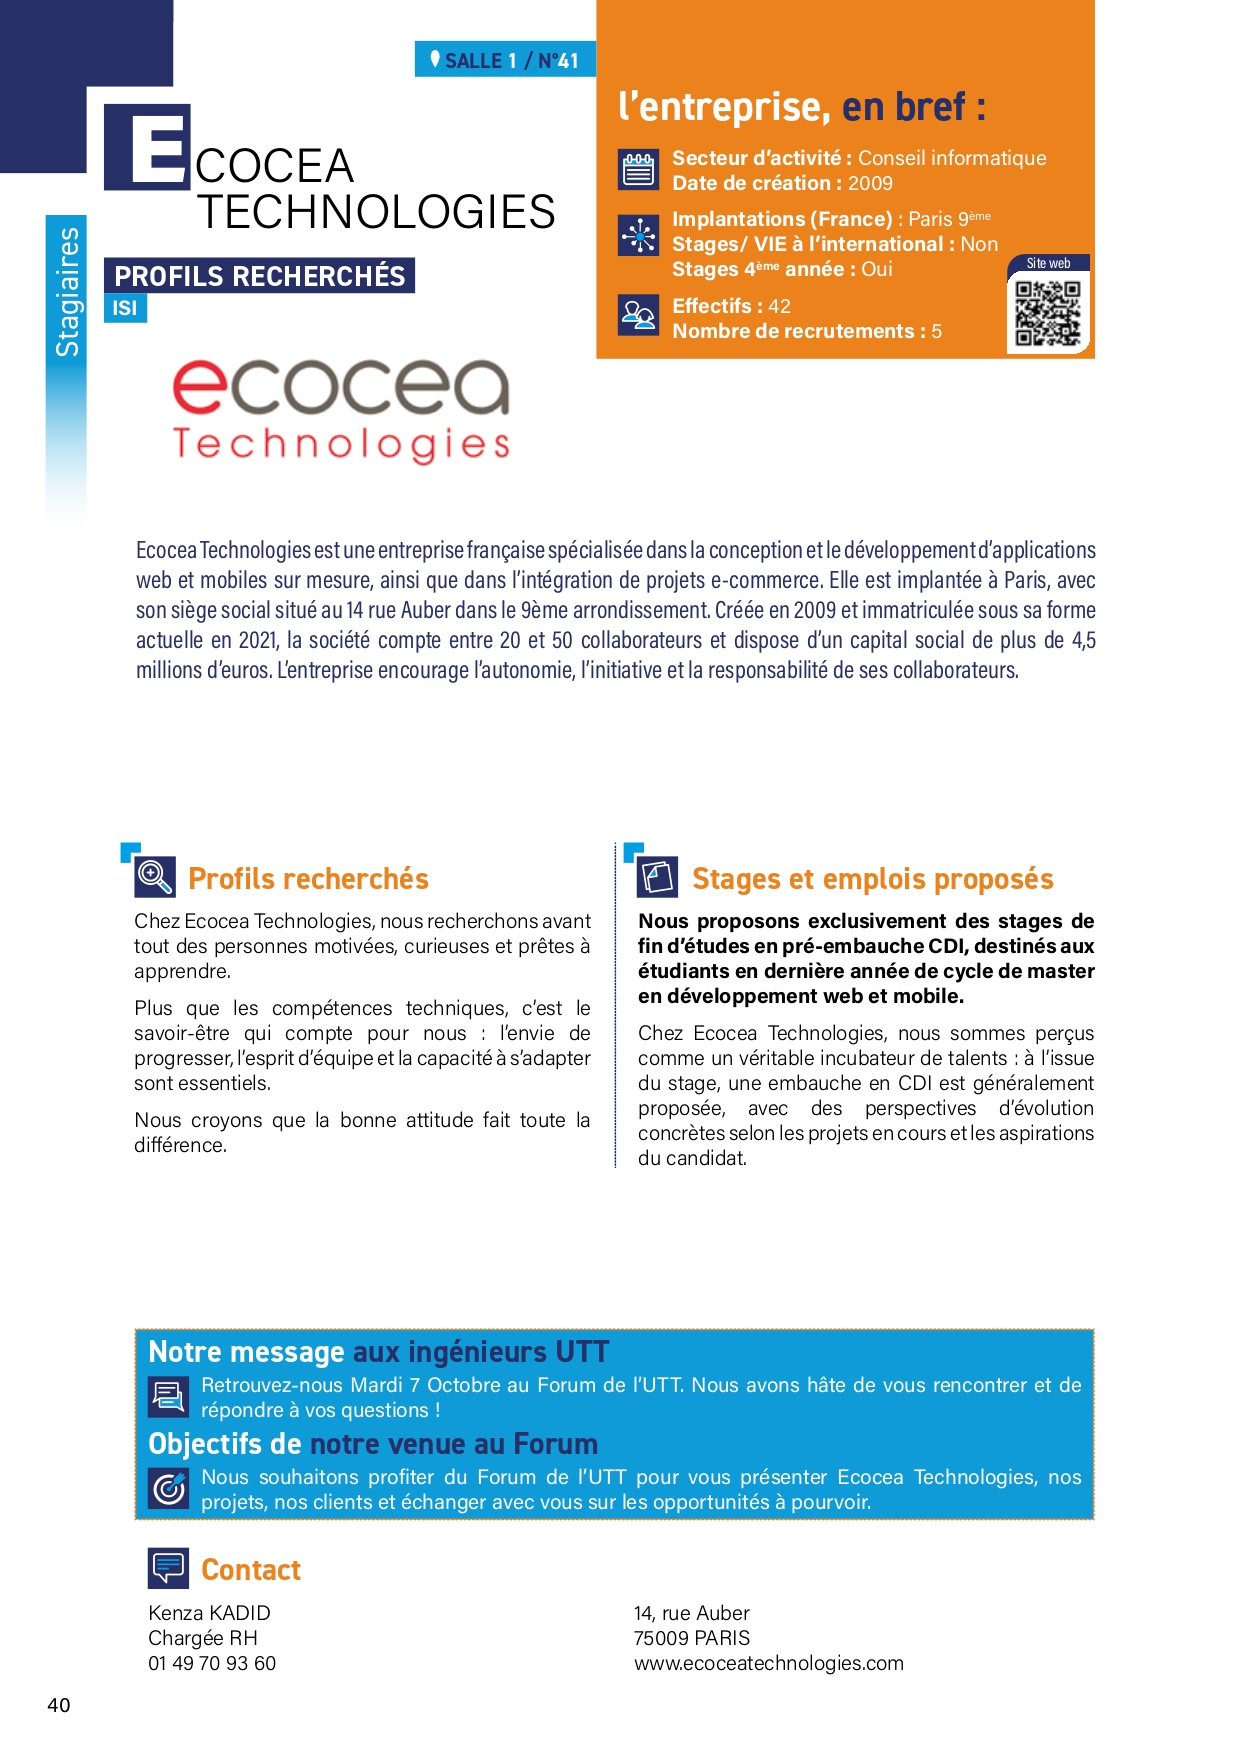 SALLE 1 / N°41
ECOCEA
TECHNOLOGIES
Stagiaires
PROFILS RECHERCHÉS
ISI
ecocea
Technologies
l'entreprise, en bref :
Secteur d'activité : Conseil informatique
Date de création : 2009
Implantations (France) : Paris 9ème
Stages/ VIE à l'international : Non
Stages 4ème année : Oui
Effectifs : 42
Nombre de recrutements : 5
Site web
Ecocea Technologies est une entreprise française spécialisée dans la conception et le développement d'applications
web et mobiles sur mesure, ainsi que dans l'intégration de projets e-commerce. Elle est implantée à Paris, avec
son siège social situé au 14 rue Auber dans le 9ème arrondissement. Créée en 2009 et immatriculée sous sa forme
actuelle en 2021, la société compte entre 20 et 50 collaborateurs et dispose d'un capital social de plus de 4,5
millions d'euros. L'entreprise encourage l'autonomie, l'initiative et la responsabilité de ses collaborateurs.
Profils recherchés
Chez Ecocea Technologies, nous recherchons avant
tout des personnes motivées, curieuses et prêtes à
apprendre.
Plus que les compétences techniques, c'est le
savoir-être qui compte pour nous : l'envie de
progresser, l'esprit d'équipe et la capacité à s'adapter
sont essentiels.
Nous croyons que la bonne attitude fait toute la
différence.
Stages et emplois proposés
Nous proposons exclusivement des stages de
fin d'études en pré-embauche CDI, destinés aux
étudiants en dernière année de cycle de master
en développement web et mobile.
Chez Ecocea Technologies, nous sommes perçus
comme un véritable incubateur de talents : à l'issue
du stage, une embauche en CDI est généralement
proposée, avec des perspectives d'évolution
concrètes selon les projets en cours et les aspirations
du candidat.
Notre message aux ingénieurs UTT
Retrouvez-nous Mardi 7 Octobre au Forum de l'UTT. Nous avons hâte de vous rencontrer et de
répondre à vos questions !
Objectifs de notre venue au Forum
Nous souhaitons profiter du Forum de l'UTT pour vous présenter Ecocea Technologies, nos
projets, nos clients et échanger avec vous sur les opportunités à pourvoir.
Contact
Kenza KADID
Chargée RH
01 49 70 93 60
14, rue Auber
75009 PARIS
www.ecoceatechnologies.com
40